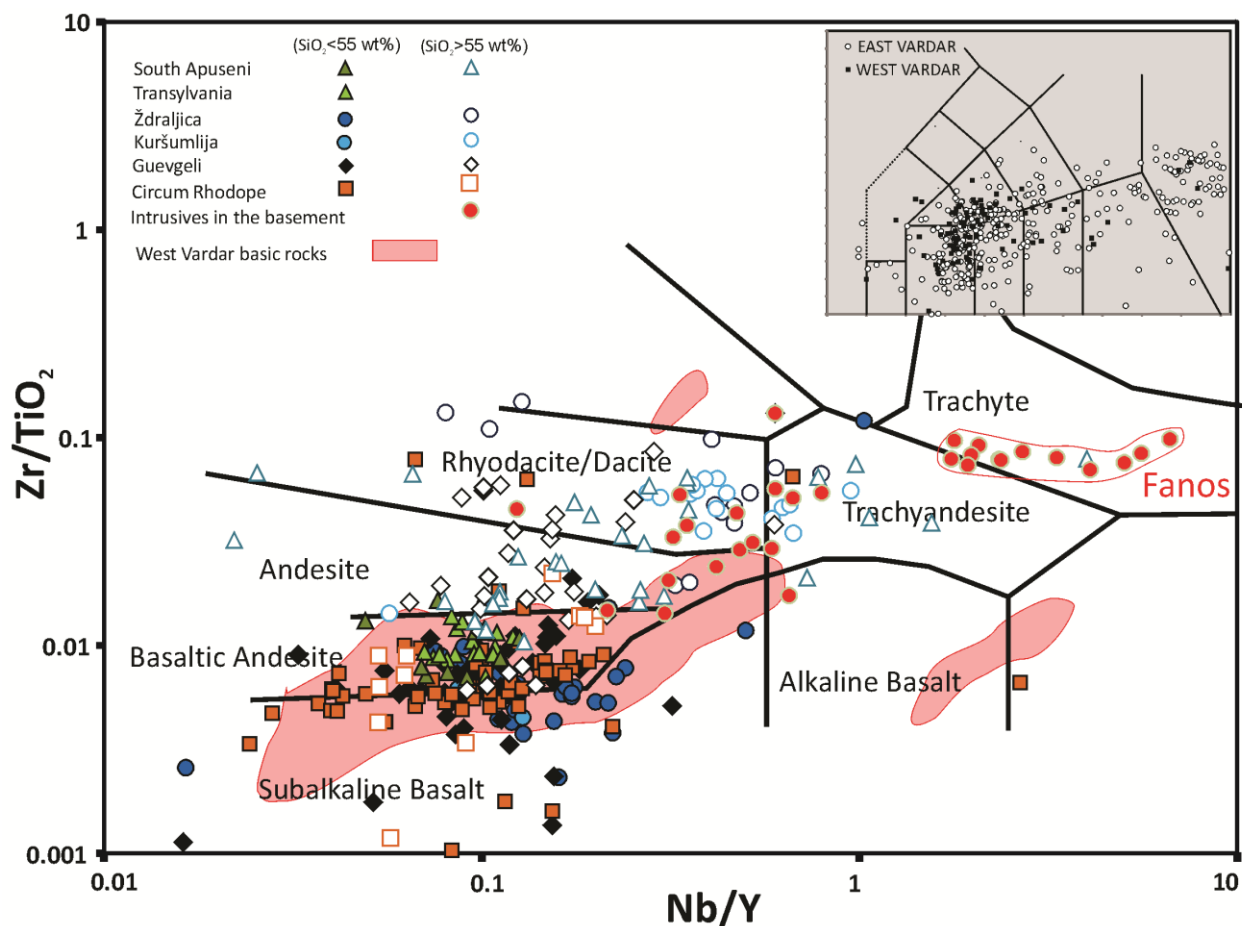 10
1
0.1
0.01
0.001
Zr/TiO₂
0.01
0.1
1
10
Nb/Y
(SiO₂<55 wt%) (SiO₂>55 wt%)
South Apuseni
Transylvania
Ždraljica
Kuršumlija
Guevgeli
Circum Rhodope
Intrusives in the basement
West Vardar basic rocks
EAST VARDAR
WEST VARDAR
Trachyte
Rhyodacite/Dacite
Fanos
Trachyandesite
Andesite
Basaltic Andesite
Alkaline Basalt
Subalkaline Basalt